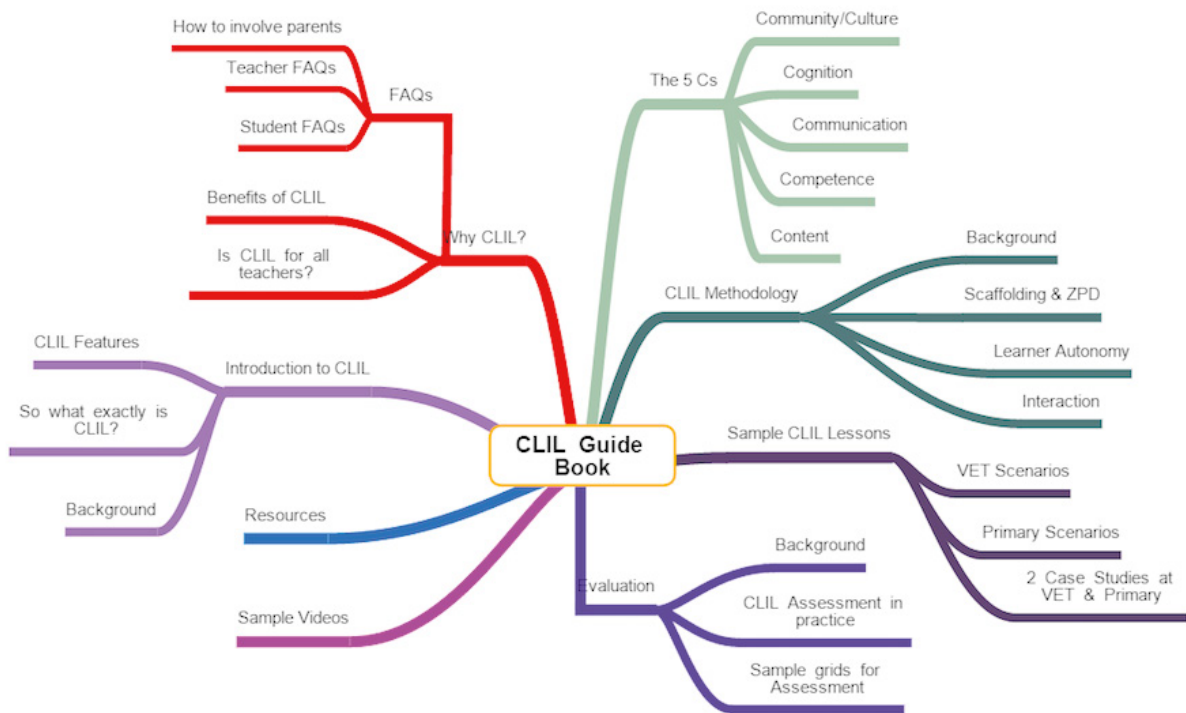 CLIL Guide
Book
The 5 Cs
Community/Culture
Cognition
Communication
Competence
Content
CLIL Methodology
Background
Scaffolding & ZPD
Learner Autonomy
Interaction
Sample CLIL Lessons
VET Scenarios
Primary Scenarios
2 Case Studies at
VET & Primary
Evaluation
Background
CLIL Assessment in
practice
Sample grids for
Assessment
Sample Videos
Resources
Introduction to CLIL
CLIL Features
So what exactly is
CLIL?
Background
Why CLIL?
FAQs
How to involve parents
Teacher FAQs
Student FAQs
Benefits of CLIL
Is CLIL for all
teachers?